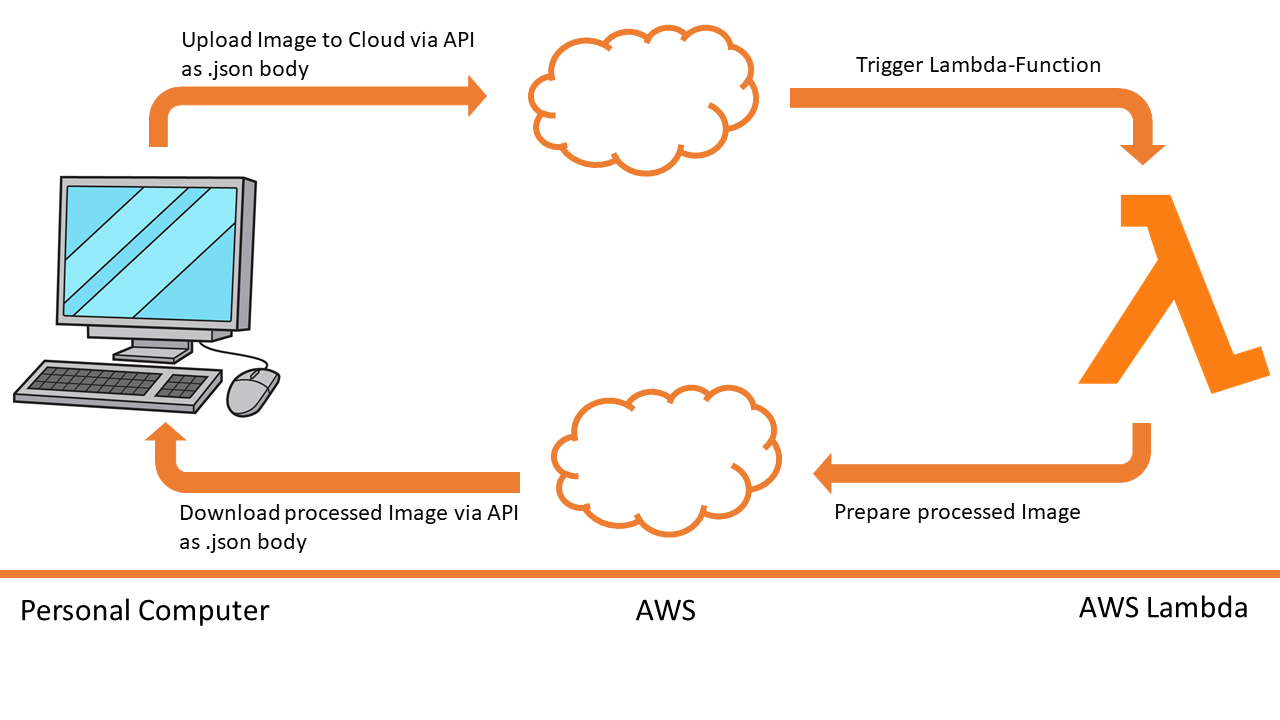 Upload Image to Cloud via API
as .json body
Trigger Lambda-Function
Download processed Image via API
as .json body
Prepare processed Image
Personal Computer
AWS
AWS Lambda